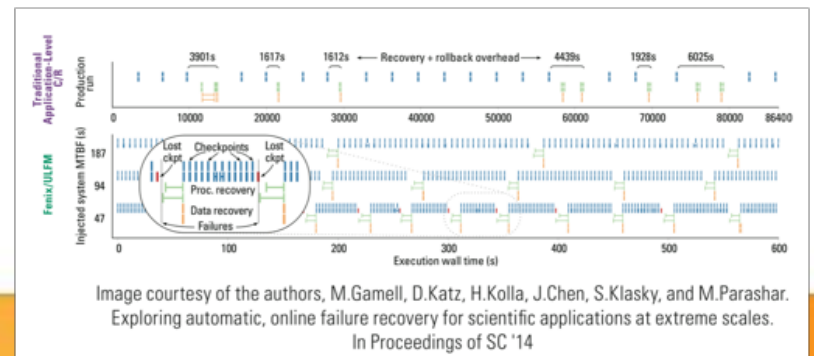 Traditional
Application-Level
C/R
Production
run
3901s
1617s
1612s
Recovery + rollback overhead
4439s
1928s
6025s
0
10000
20000
30000
40000
50000
60000
70000
80000
86400
Fenix/ULFM
Injected system MTBF (s)
187
94
47
Lost
ckpt
Checkpoints
Lost
ckpt
Proc. recovery
Data recovery
Failures
0
100
200
300
400
500
600
Execution wall time (s)
Image courtesy of the authors, M.Gamell, D.Katz, H.Kolla, J.Chen, S.Klasky, and M.Parashar.
Exploring automatic, online failure recovery for scientific applications at extreme scales.
In Proceedings of SC '14